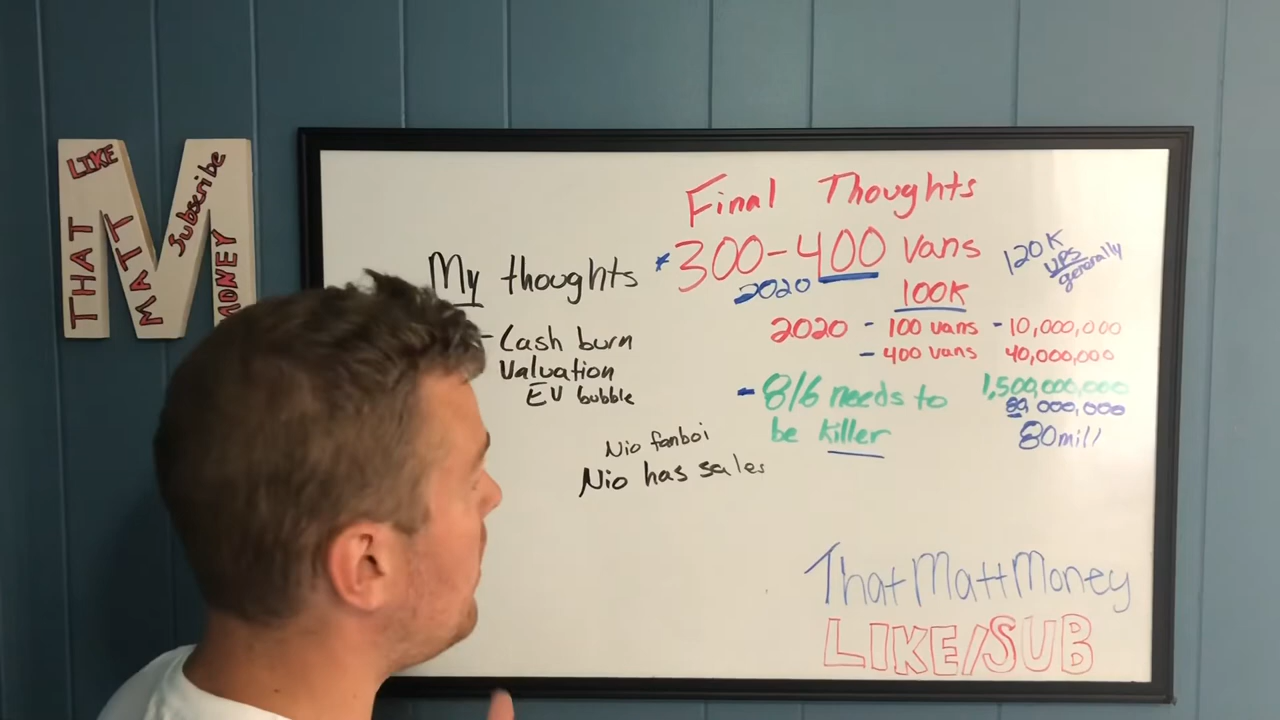 LIKE
THAT
MATT
Subscribe
MONEY
Final Thoughts
*300-400 vans
2020
100K
120K
UPS
generally
2020 - 100 vans - 10,000,000
- 400 vans 40,000,000
- 8/6 needs to
be killer
1,500,000,000
80,000,000
80mill
My thoughts
- Cash burn
Valuation
EV bubble
Nio fanboi
Nio has sales
ThatMattMoney
LIKE/SUB